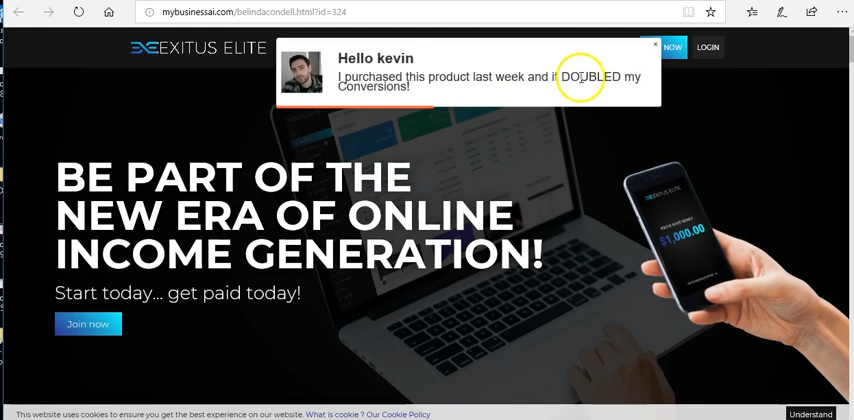 mybusinessai.com/belindacondell.html?id=324
EXITUS ELITE
NOW
LOGIN
Hello kevin
I purchased this product last week and it DOUBLED my
Conversions!
BE PART OF THE
NEW ERA OF ONLINE
INCOME GENERATION!
Start today... get paid today!
Join now
EXITUS ELITE
$1,000.00
This website uses cookies to ensure you get the best experience on our website. What is cookie ? Our Cookie Policy
Understand